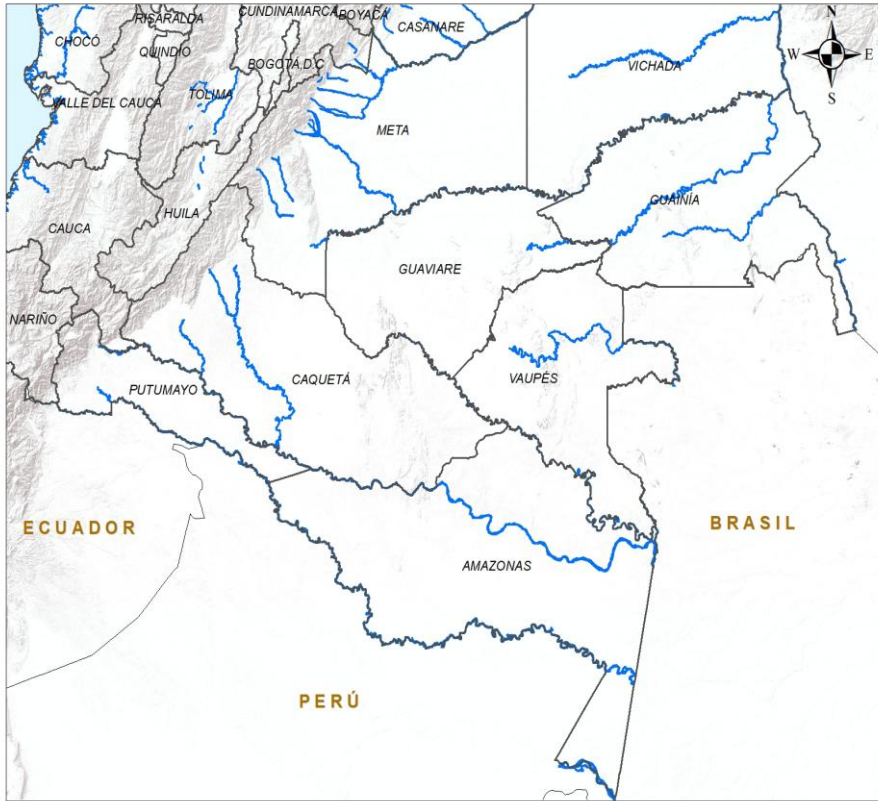 CUNDINAMARCA
BOYACÁ
RISARALDA
CASANARE
N
CHOCÓ
QUINDIO
BOGOTÁ D.C
W
E
VICHADA
TOLIMA
VALLE DEL CAUCA
S
META
GUAINÍA
HUILA
CAUCA
GUAVIARE
NARIÑO
CAQUETÁ
VAUPÉS
PUTUMAYO
ECUADOR
BRASIL
AMAZONAS
PERÚ